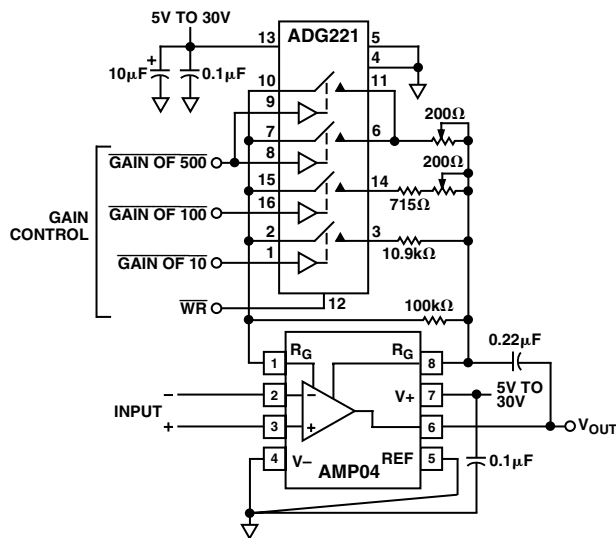 5V TO 30V
ADG221
13
5
4
10µF
+
0.1µF
10
11
9
7
6
200Ω
GAIN OF 500
8
200Ω
15
14
715Ω
GAIN
CONTROL
GAIN OF 100
16
2
3
10.9kΩ
GAIN OF 10
1
WR
12
100kΩ
0.22µF
1
RG
RG
8
INPUT
–
2
–
V+
7
5V TO
30V
+
3
+
6
VOUT
4
V–
REF
5
0.1µF
AMP04